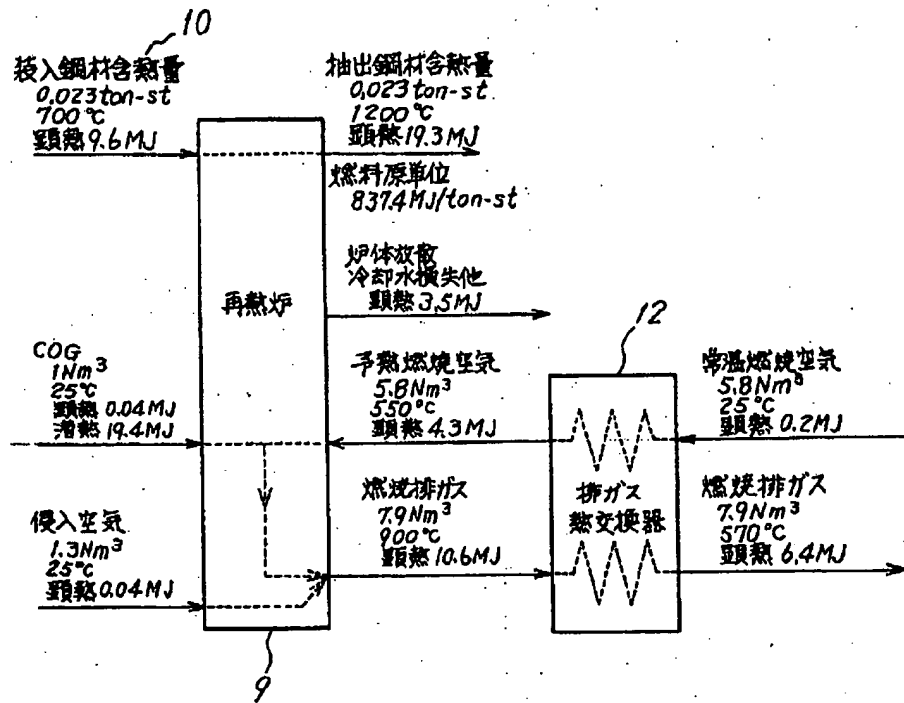 10
装入鋼材含熱量
0.023ton-st
700℃
顕熱9.6MJ
抽出鋼材含熱量
0.023ton-st
1200℃
顕熱19.3MJ
燃料原単位
837.4MJ/ton-st
炉体放散
冷却水損失他
顕熱3.5MJ
再熱炉
12
COG
1Nm³
25℃
顕熱0.04MJ
潜熱19.4MJ
予熱燃焼空気
5.8Nm³
550℃
顕熱4.3MJ
常温燃焼空気
5.8Nm³
25℃
顕熱0.2MJ
侵入空気
1.3Nm³
25℃
顕熱0.04MJ
燃焼排ガス
7.9Nm³
900℃
顕熱10.6MJ
排ガス
熱交換器
燃焼排ガス
7.9Nm³
570℃
顕熱6.4MJ
9